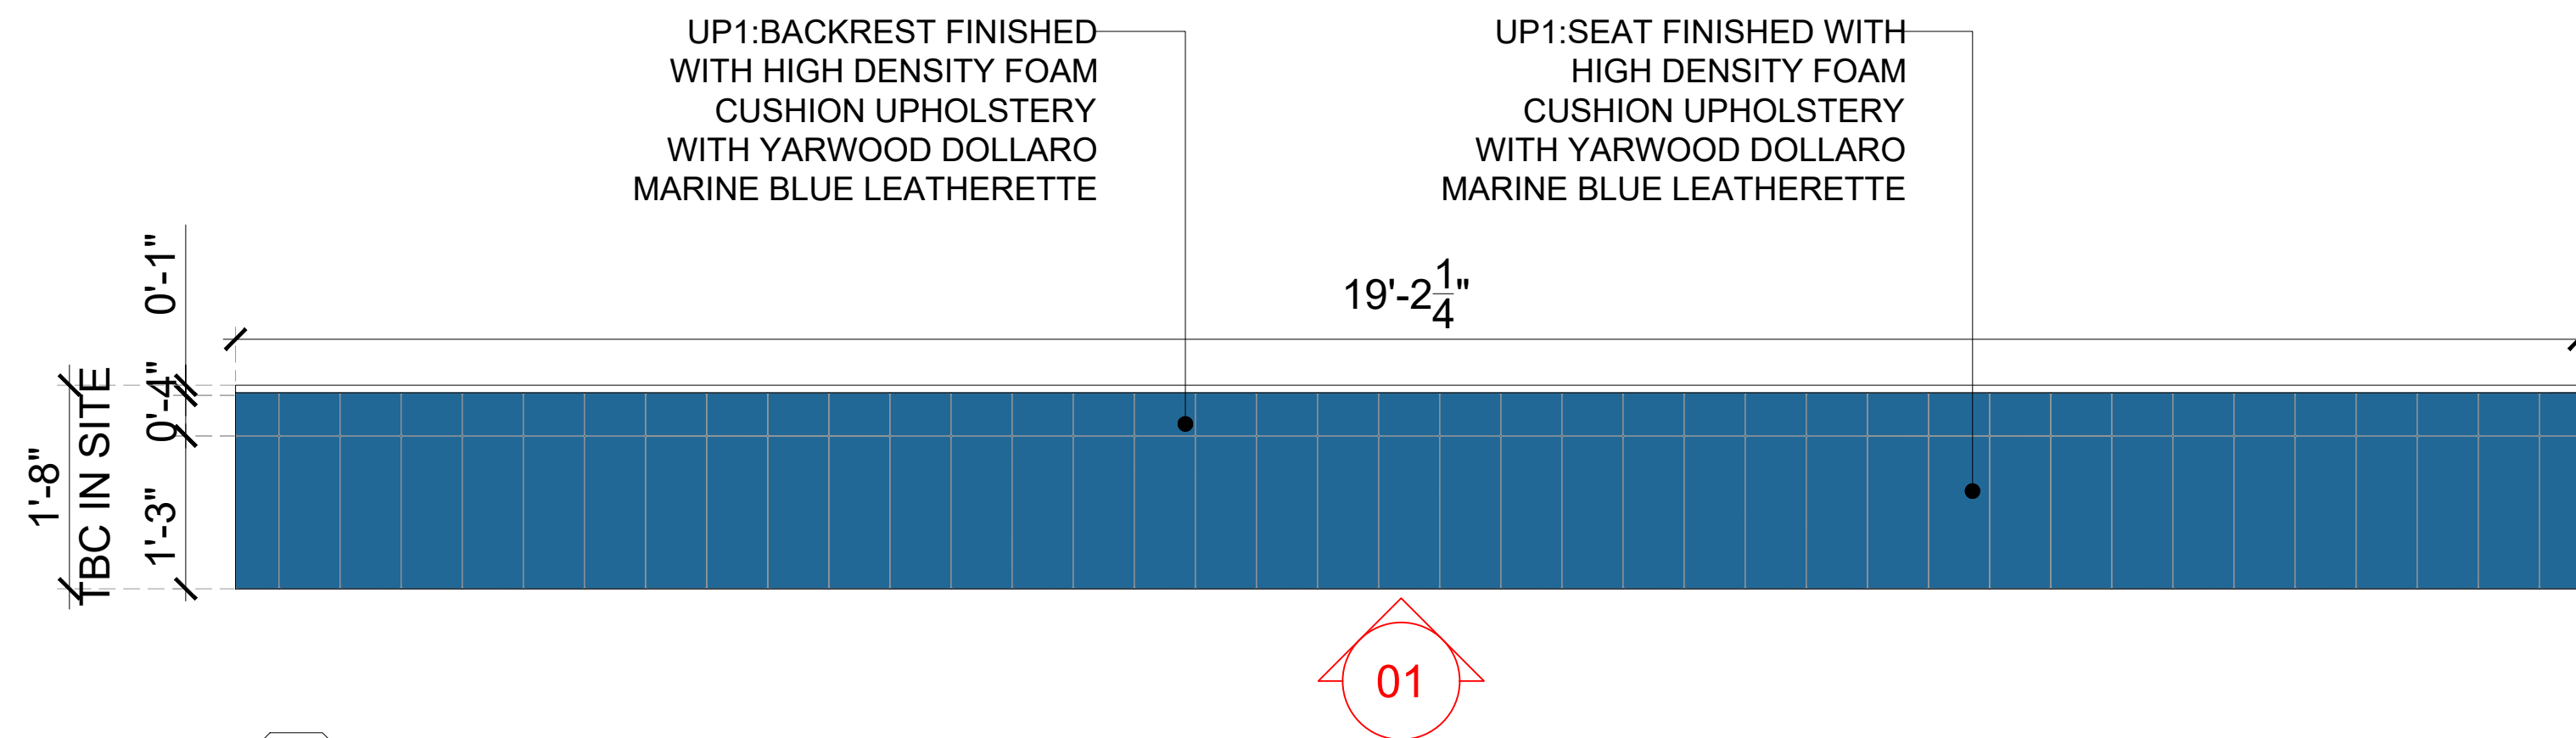 UP1:BACKREST FINISHED
WITH HIGH DENSITY FOAM
CUSHION UPHOLSTERY
WITH YARWOOD DOLLARO
MARINE BLUE LEATHERETTE
UP1:SEAT FINISHED WITH
HIGH DENSITY FOAM
CUSHION UPHOLSTERY
WITH YARWOOD DOLLARO
MARINE BLUE LEATHERETTE
19'-2 1/4"
0'-1"
0'-4"
1'-3"
1'-8"
TBC IN SITE
01